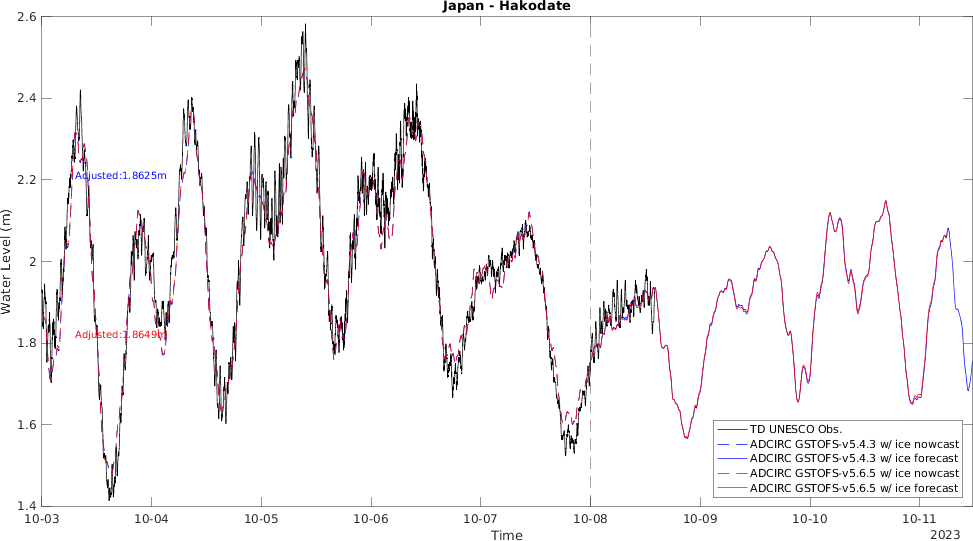 Japan - Hakodate
2.6
2.4
2.2
2
1.8
1.6
1.4
Water Level (m)
Adjusted:1.8625m
Adjusted:1.8649m
TD UNESCO Obs.
ADCIRC GSTOFS-v5.4.3 w/ ice nowcast
ADCIRC GSTOFS-v5.4.3 w/ ice forecast
ADCIRC GSTOFS-v5.6.5 w/ ice nowcast
ADCIRC GSTOFS-v5.6.5 w/ ice forecast
10-03 10-04 10-05 10-06 10-07 10-08 10-09 10-10 10-11
Time
2023